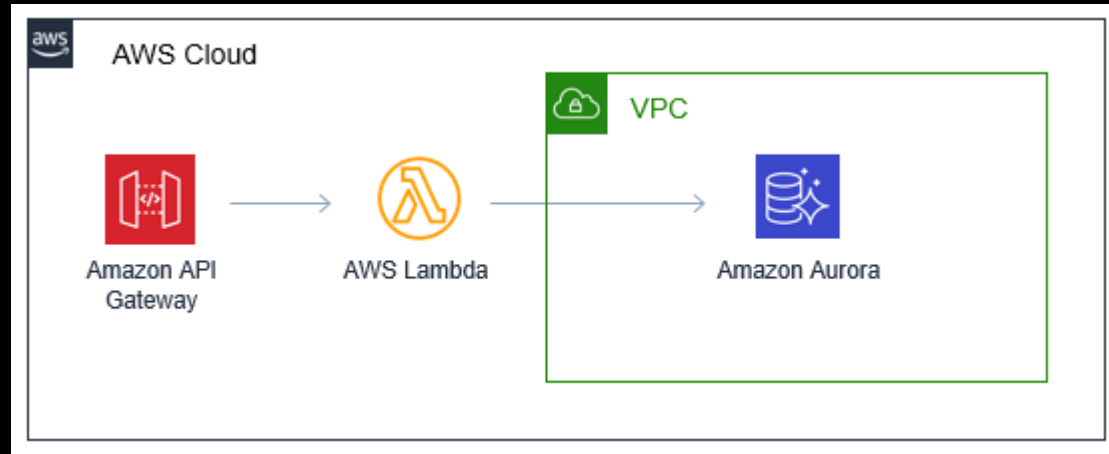 aws
AWS Cloud
VPC
</>
Amazon API
Gateway
AWS Lambda
Amazon Aurora